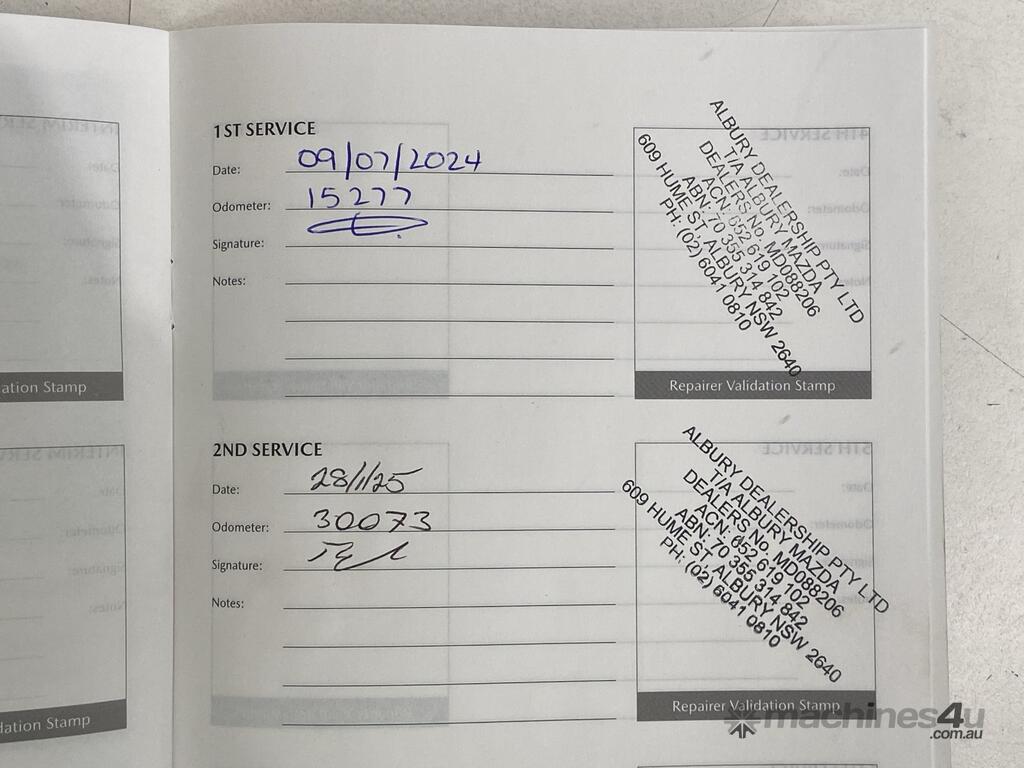 1ST SERVICE
Date: 09/07/2024
Odometer: 15277
Signature:
Notes:
ALBURY DEALERSHIP PTY LTD
T/A ALBURY MAZDA
DEALERS No. MD088206
ACN: 652 619 102
ABN: 70 355 314 842
609 HUME ST ALBURY NSW 2640
PH: (02) 6041 0810
Repairer Validation Stamp
ation Stamp
2ND SERVICE
Date: 28/1/25
Odometer: 30073
Signature:
Notes:
ALBURY DEALERSHIP PTY LTD
T/A ALBURY MAZDA
DEALERS No. MD088206
ACN: 652 619 102
ABN: 70 355 314 842
609 HUME ST ALBURY NSW 2640
PH: (02) 6041 0810
Repairer Validation Stamp
dation Stamp
machines4u
.com.au